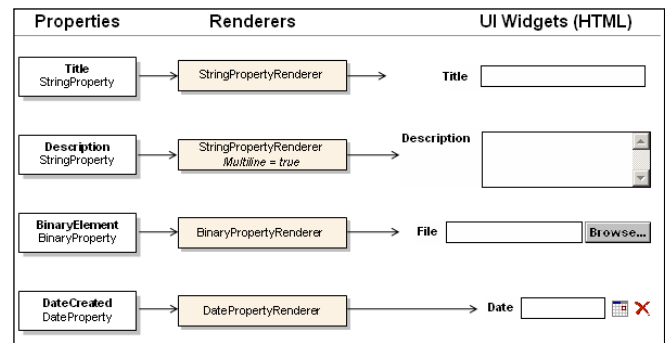 Properties
Renderers
UI Widgets (HTML)
Title
StringProperty
StringPropertyRenderer
Title
Description
StringProperty
StringPropertyRenderer
Multiline = true
Description
BinaryElement
BinaryProperty
BinaryPropertyRenderer
File
Browse...
DateCreated
DateProperty
DatePropertyRenderer
Date